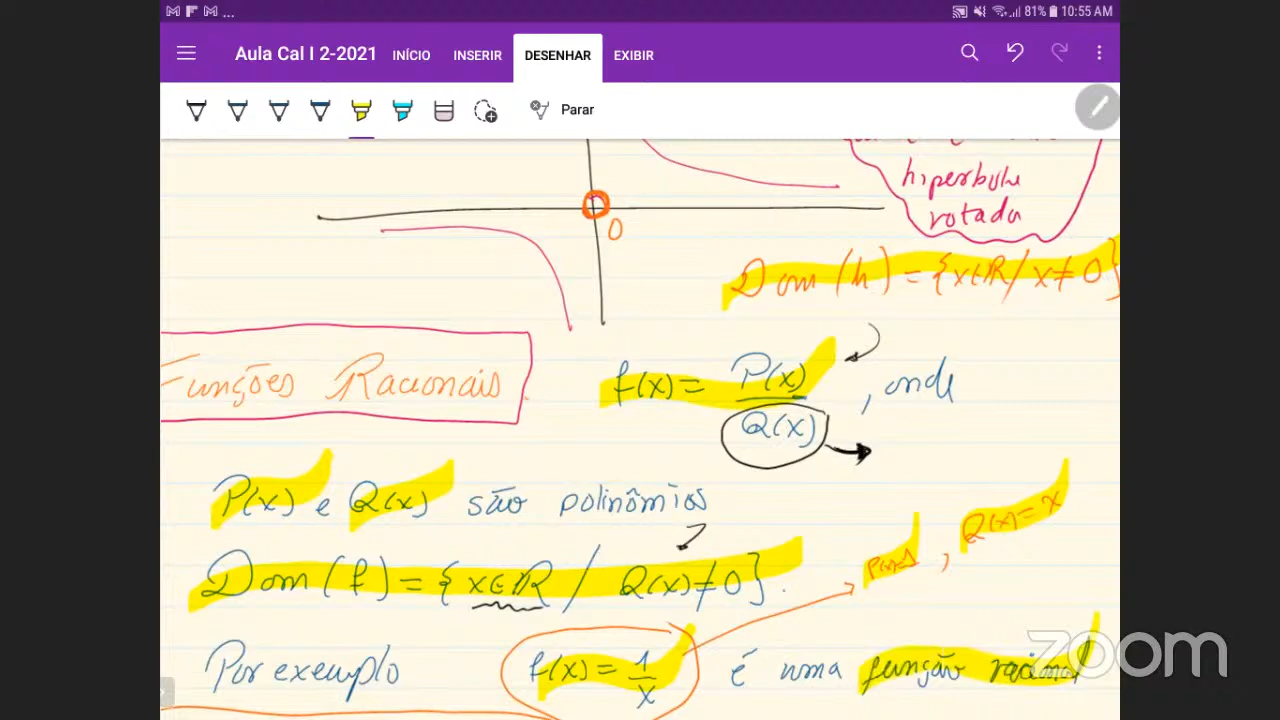 81% 10:55 AM
Aula Cal I 2-2021 INÍCIO INSERIR DESENHAR EXIBIR
Parar
hiperbole
rotada
0
Dom(h) = {x∈R / x≠0}
Funções Racionais
f(x) = P(x)/Q(x), onde
P(x) e Q(x) são polinômios
Q(x) = x
Dom(f) = {x∈R / Q(x)≠0}.
Por exemplo f(x) = 1/x é uma função racional
zoom